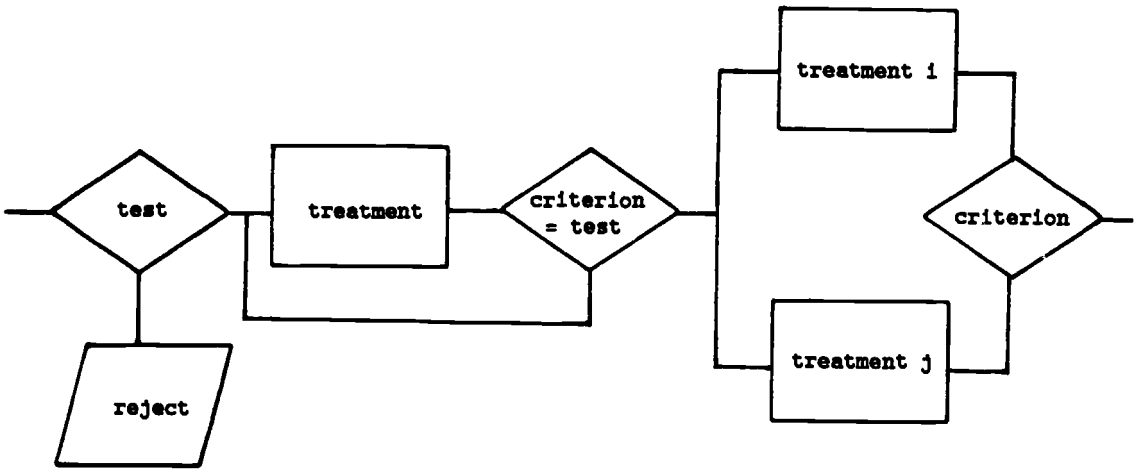 test
reject
treatment
criterion
= test
treatment i
treatment j
criterion